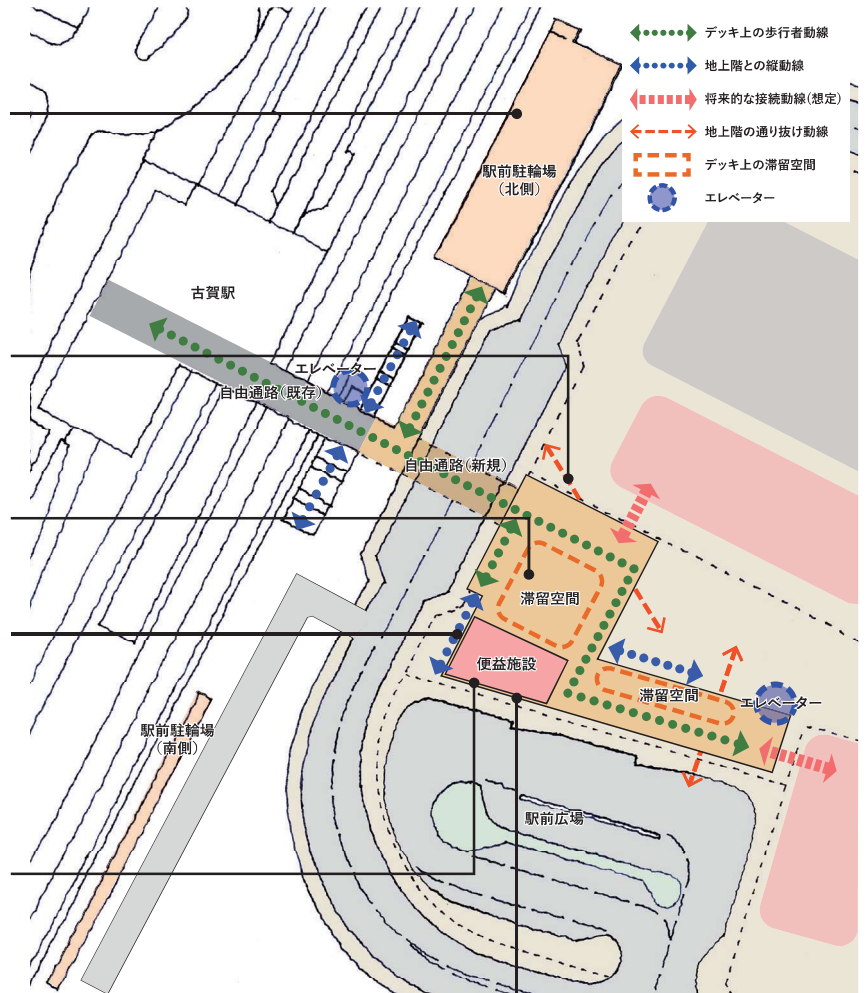 デッキ上の歩行者動線
地上階との縦動線
将来的な接続動線(想定)
地上階の通り抜け動線
デッキ上の滞留空間
エレベーター
駅前駐輪場
(北側)
古賀駅
エレベーター
自由通路(既存)
自由通路(新規)
滞留空間
便益施設
滞留空間
エレベーター
駅前駐輪場
(南側)
駅前広場